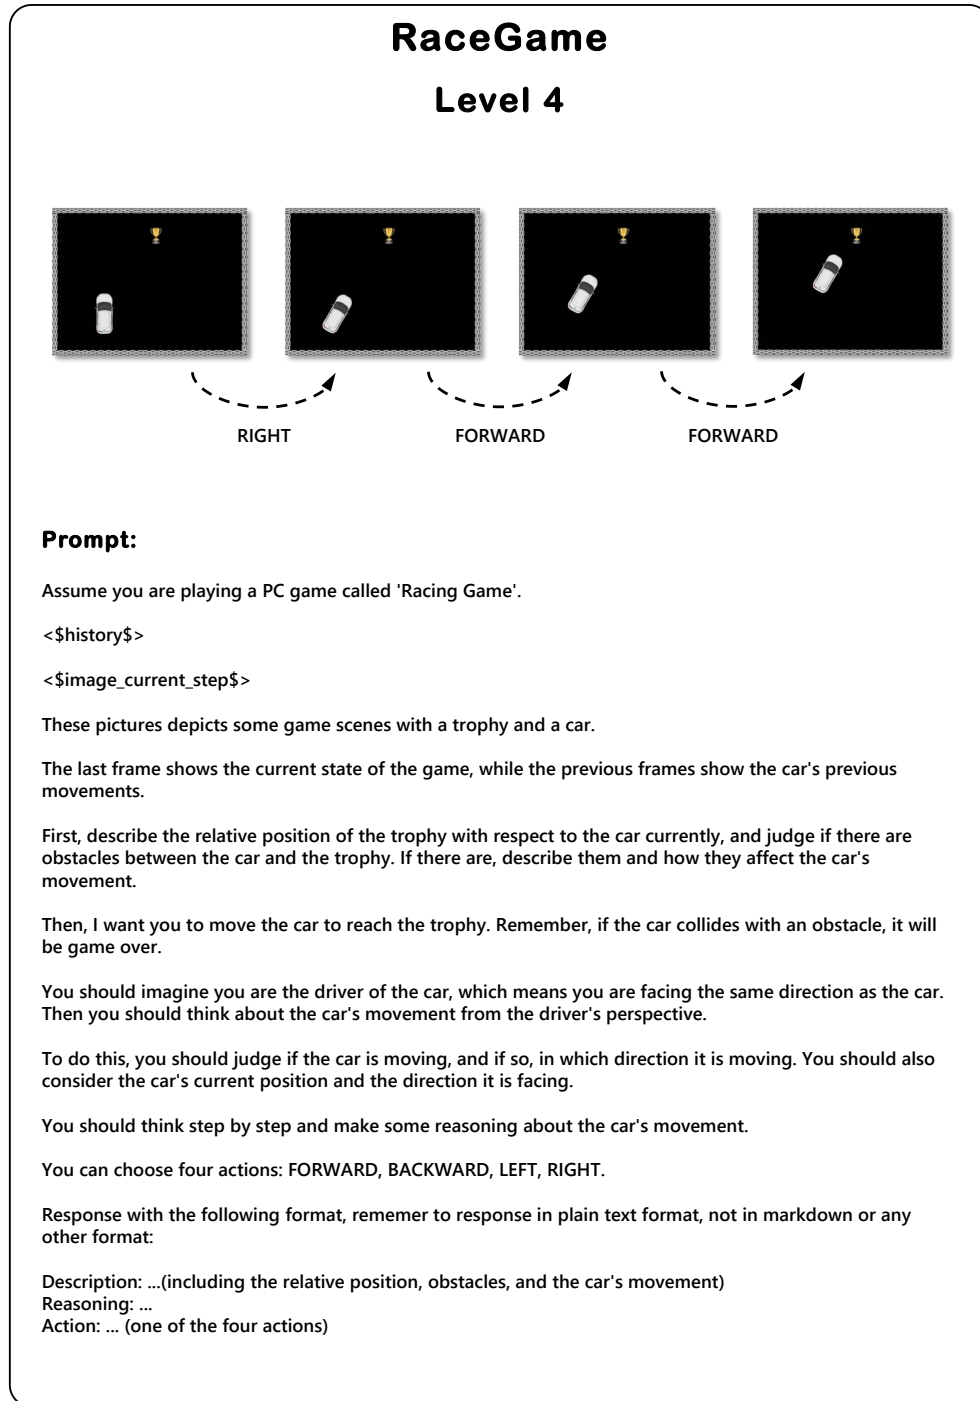 RaceGame
Level 4
RIGHT
FORWARD
FORWARD
Prompt:
Assume you are playing a PC game called 'Racing Game'.
<$history$>
<$image_current_step$>
These pictures depicts some game scenes with a trophy and a car.
The last frame shows the current state of the game, while the previous frames show the car's previous
movements.
First, describe the relative position of the trophy with respect to the car currently, and judge if there are
obstacles between the car and the trophy. If there are, describe them and how they affect the car's
movement.
Then, I want you to move the car to reach the trophy. Remember, if the car collides with an obstacle, it will
be game over.
You should imagine you are the driver of the car, which means you are facing the same direction as the car.
Then you should think about the car's movement from the driver's perspective.
To do this, you should judge if the car is moving, and if so, in which direction it is moving. You should also
consider the car's current position and the direction it is facing.
You should think step by step and make some reasoning about the car's movement.
You can choose four actions: FORWARD, BACKWARD, LEFT, RIGHT.
Response with the following format, rememer to response in plain text format, not in markdown or any
other format:
Description: ...(including the relative position, obstacles, and the car's movement)
Reasoning: ...
Action: ... (one of the four actions)